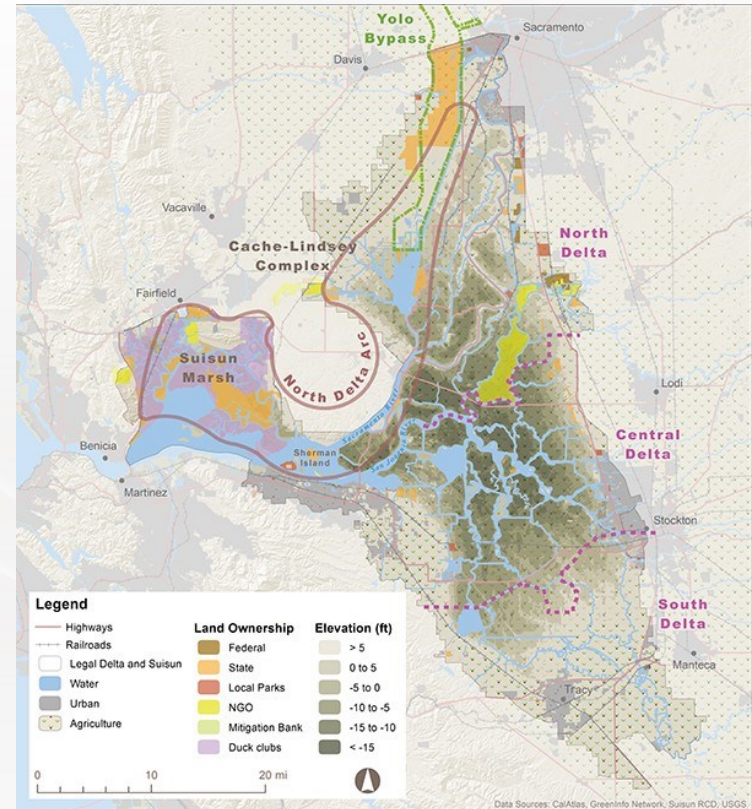 Yolo
Bypass
Sacramento
Davis
Vacaville
North
Delta
Cache-Lindsey
Complex
Fairfield
Suisun
Marsh
North Delta Arc
Lodi
Sacramento River
San Joaquin River
Central
Delta
Benicia
Sherman
Island
Martinez
Stockton
South
Delta
Manteca
Tracy
Legend
Highways
Railroads
Legal Delta and Suisun
Water
Urban
Agriculture
Land Ownership
Federal
State
Local Parks
NGO
Mitigation Bank
Duck clubs
Elevation (ft)
> 5
0 to 5
-5 to 0
-10 to -5
-15 to -10
< -15
0 10 20 mi
Data Sources: CalAtlas, GreenInfo Network, Suisun RCD, USGS